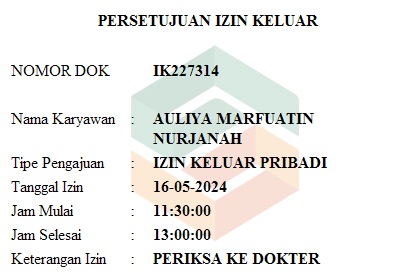 PERSETUJUAN IZIN KELUAR
NOMOR DOK IK227314
Nama Karyawan : AULIYA MARFUATIN
NURJANAH
Tipe Pengajuan : IZIN KELUAR PRIBADI
Tanggal Izin : 16-05-2024
Jam Mulai : 11:30:00
Jam Selesai : 13:00:00
Keterangan Izin : PERIKSA KE DOKTER